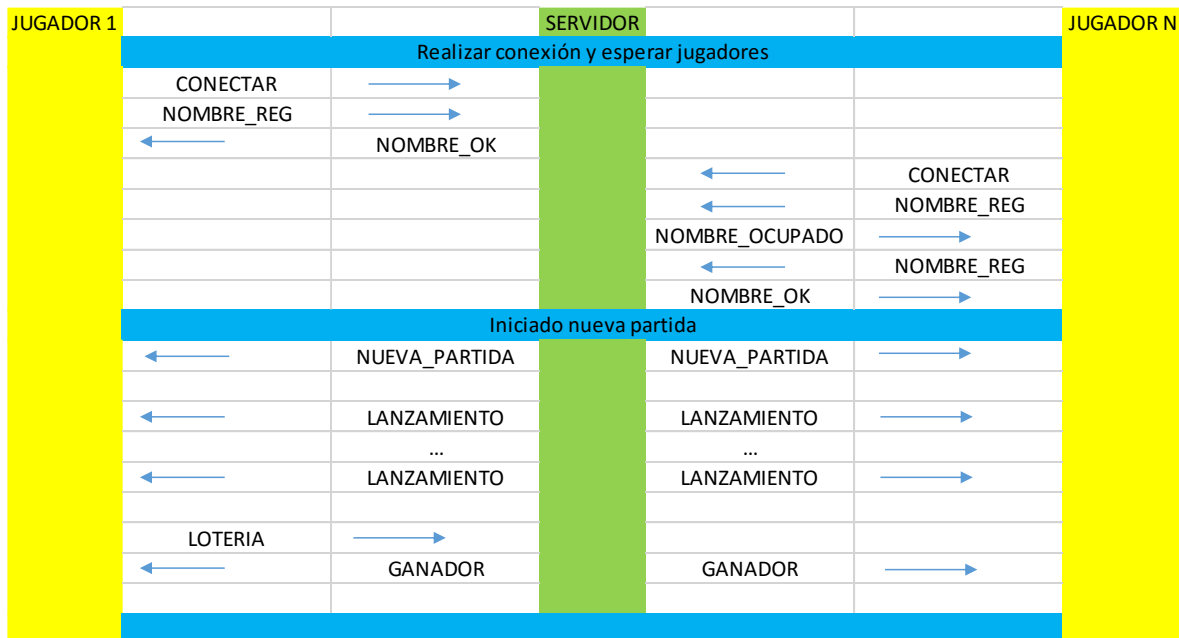 JUGADOR 1 SERVIDOR JUGADOR N
Realizar conexión y esperar jugadores
CONECTAR
NOMBRE_REG
NOMBRE_OK
CONECTAR
NOMBRE_REG
NOMBRE_OCUPADO
NOMBRE_REG
NOMBRE_OK
Iniciado nueva partida
NUEVA_PARTIDA NUEVA_PARTIDA
LANZAMIENTO LANZAMIENTO
... ...
LANZAMIENTO LANZAMIENTO
LOTERIA
GANADOR GANADOR